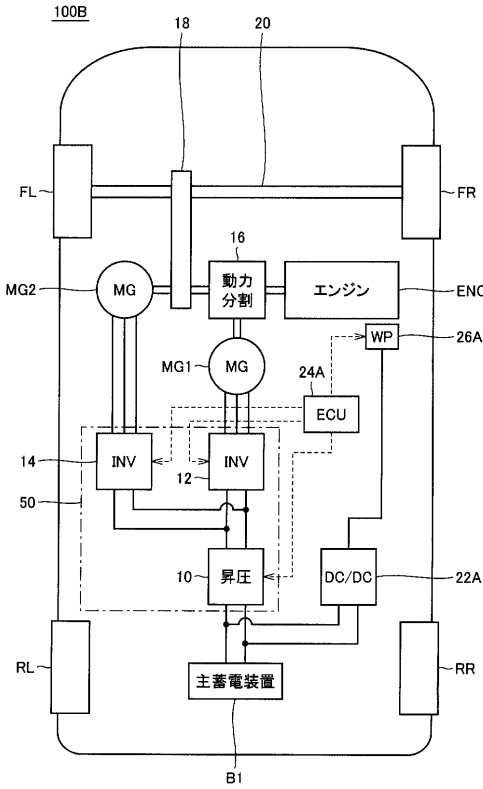 100B
18
20
FL
FR
16
動力
分割
エンジン
MG2
MG
ENG
WP
26A
MG1
MG
24A
ECU
14
INV
12
INV
50
10
昇圧
DC/DC
22A
RL
主蓄電装置
RR
B1